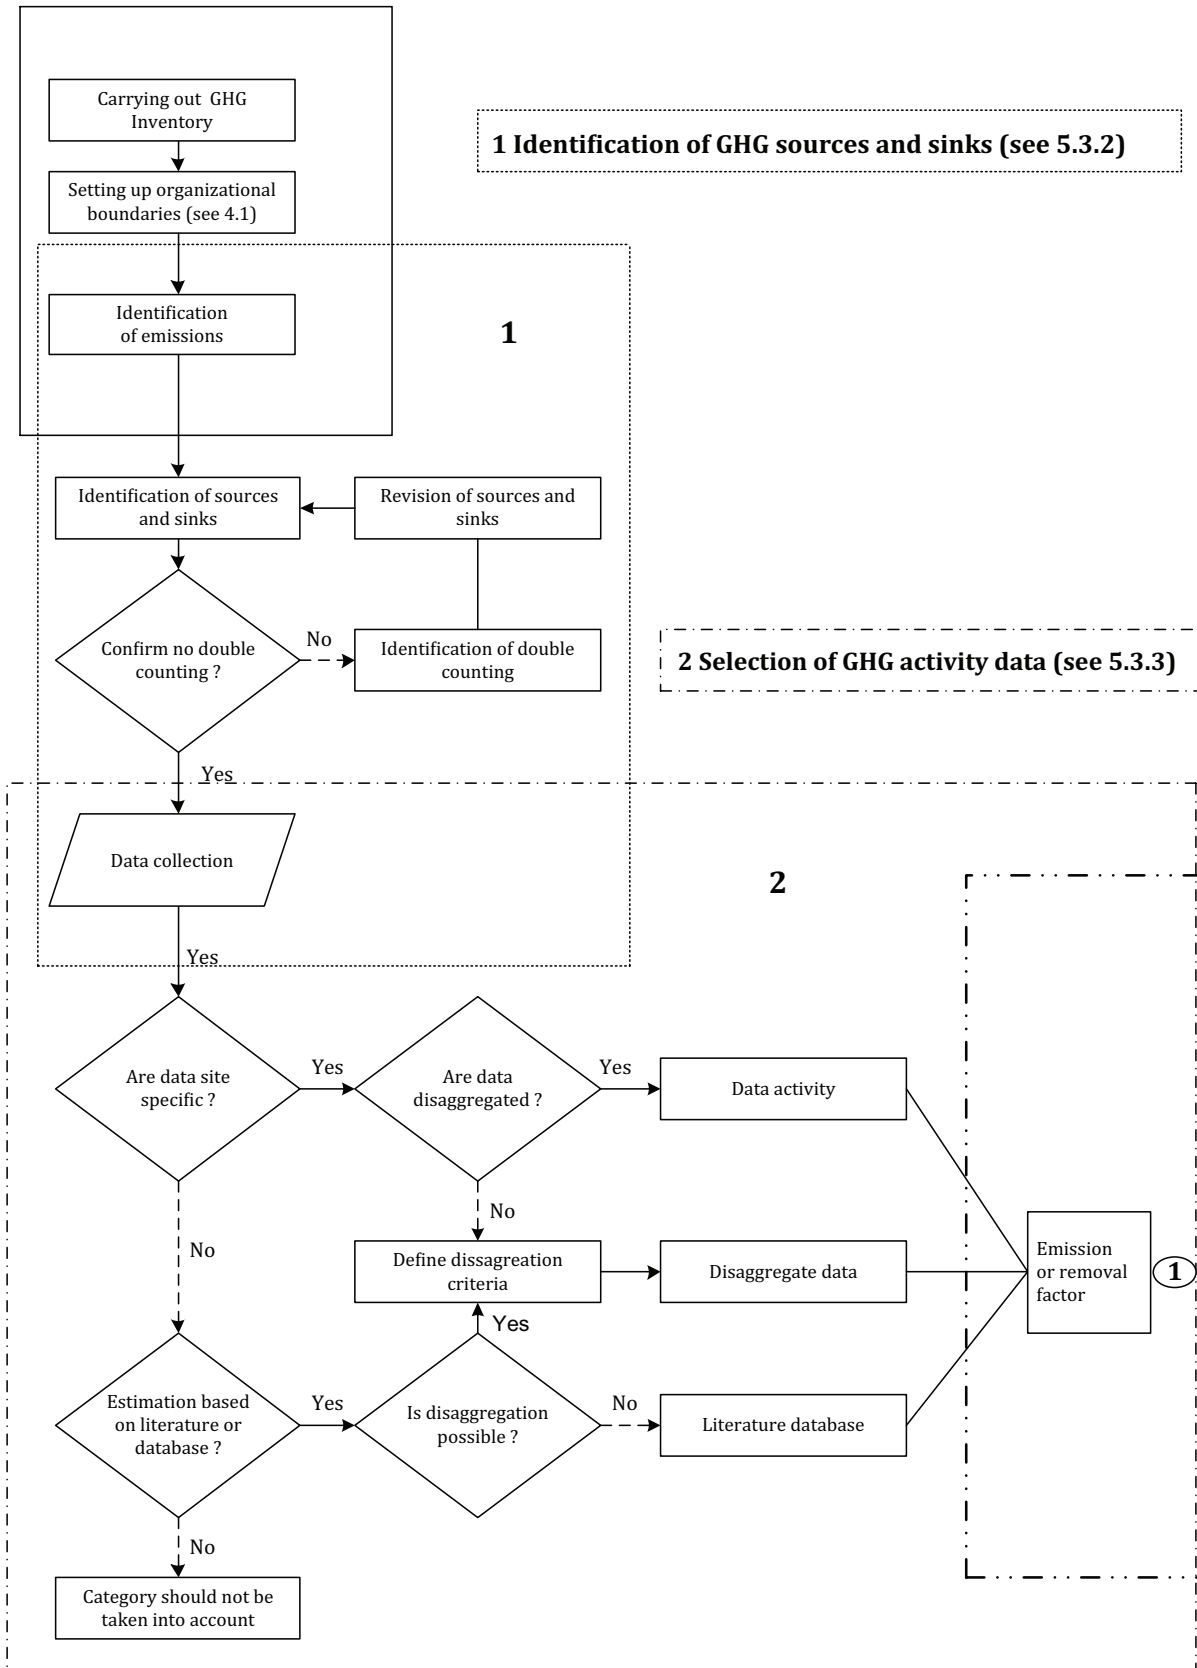 Carrying out GHG
Inventory
1 Identification of GHG sources and sinks (see 5.3.2)
Setting up organizational
boundaries (see 4.1)
Identification
of emissions
1
Identification of sources
and sinks
Revision of sources and
sinks
Confirm no double
counting ?
No
Identification of double
counting
2 Selection of GHG activity data (see 5.3.3)
Yes
Data collection
2
Yes
Are data site
specific ?
Yes
Are data
disaggregated ?
Yes
Data activity
No
No
Define dissagreation
criteria
Disaggregate data
Emission
or removal
factor
1
Yes
Estimation based
on literature or
database ?
Yes
Is disaggregation
possible ?
No
Literature database
No
Category should not be
taken into account